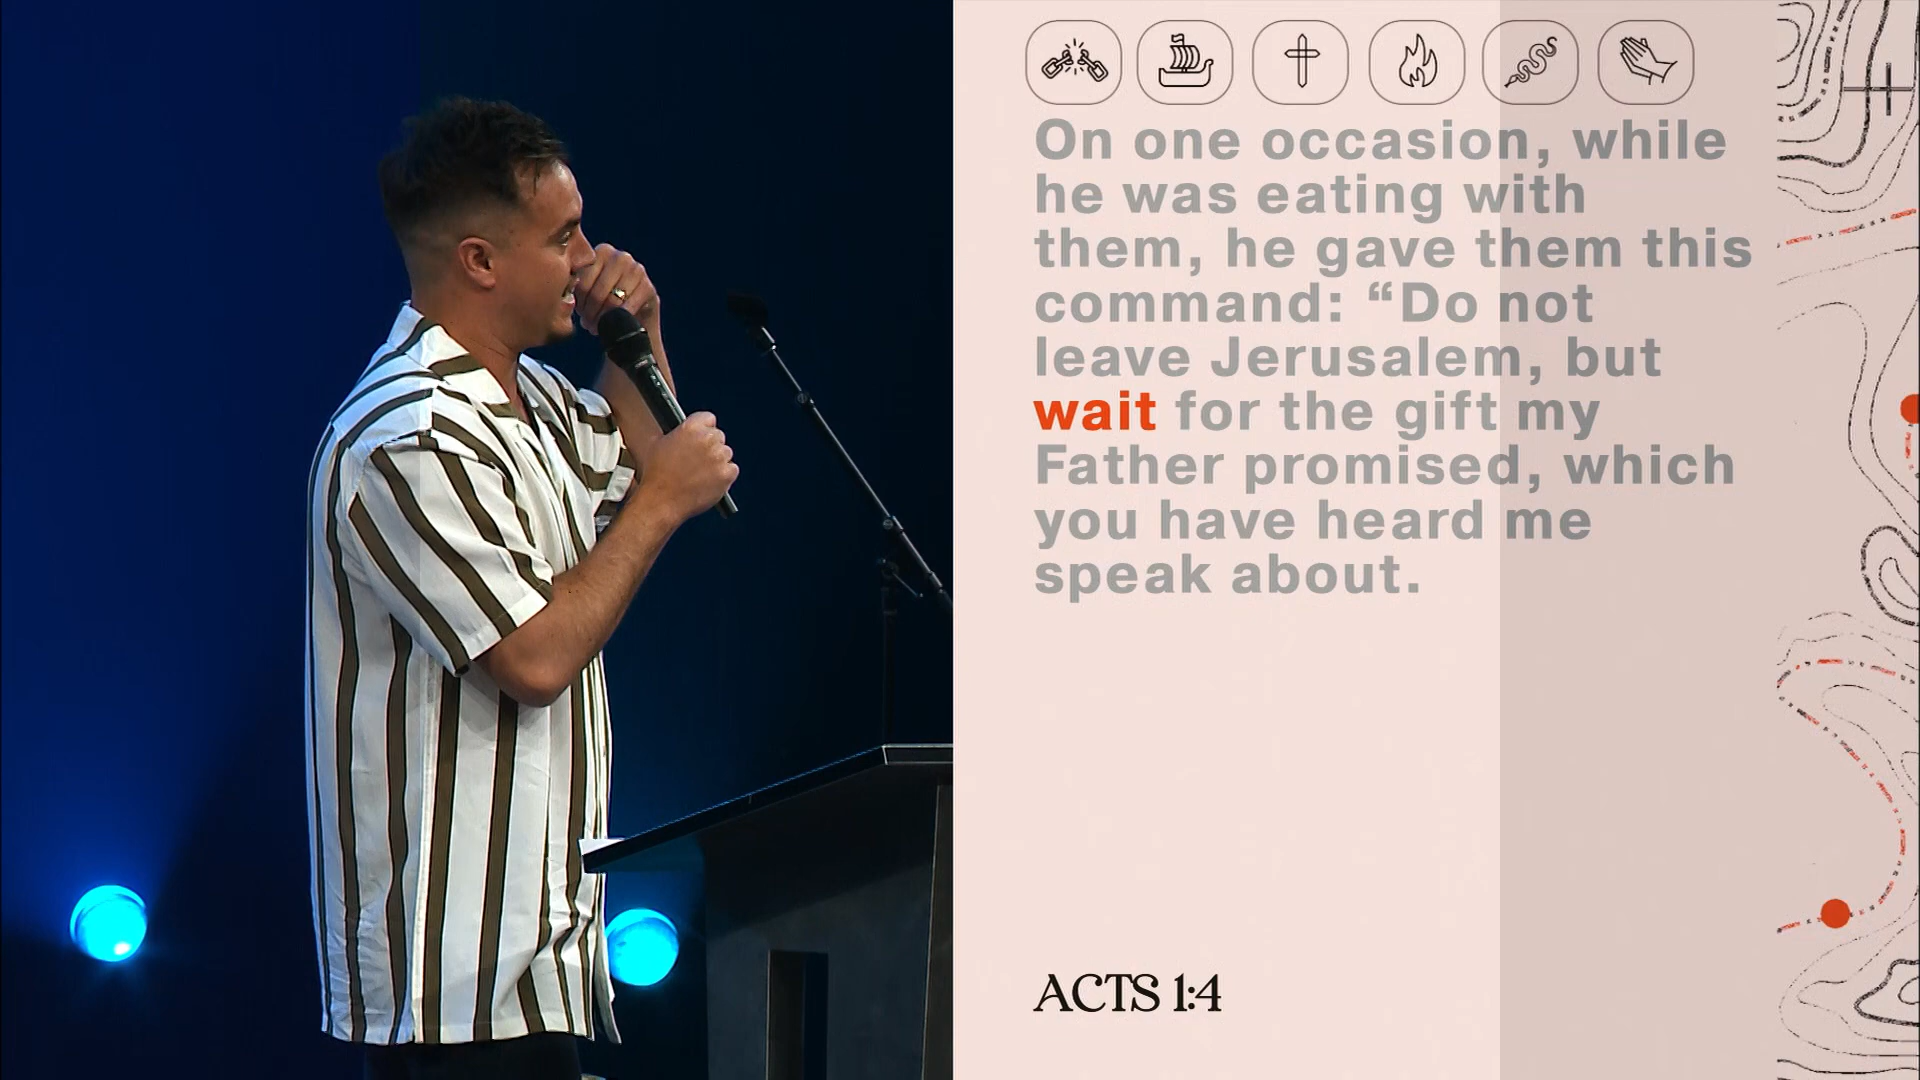 On one occasion, while
he was eating with
them, he gave them this
command: “Do not
leave Jerusalem, but
wait for the gift my
Father promised, which
you have heard me
speak about.
ACTS 1:4